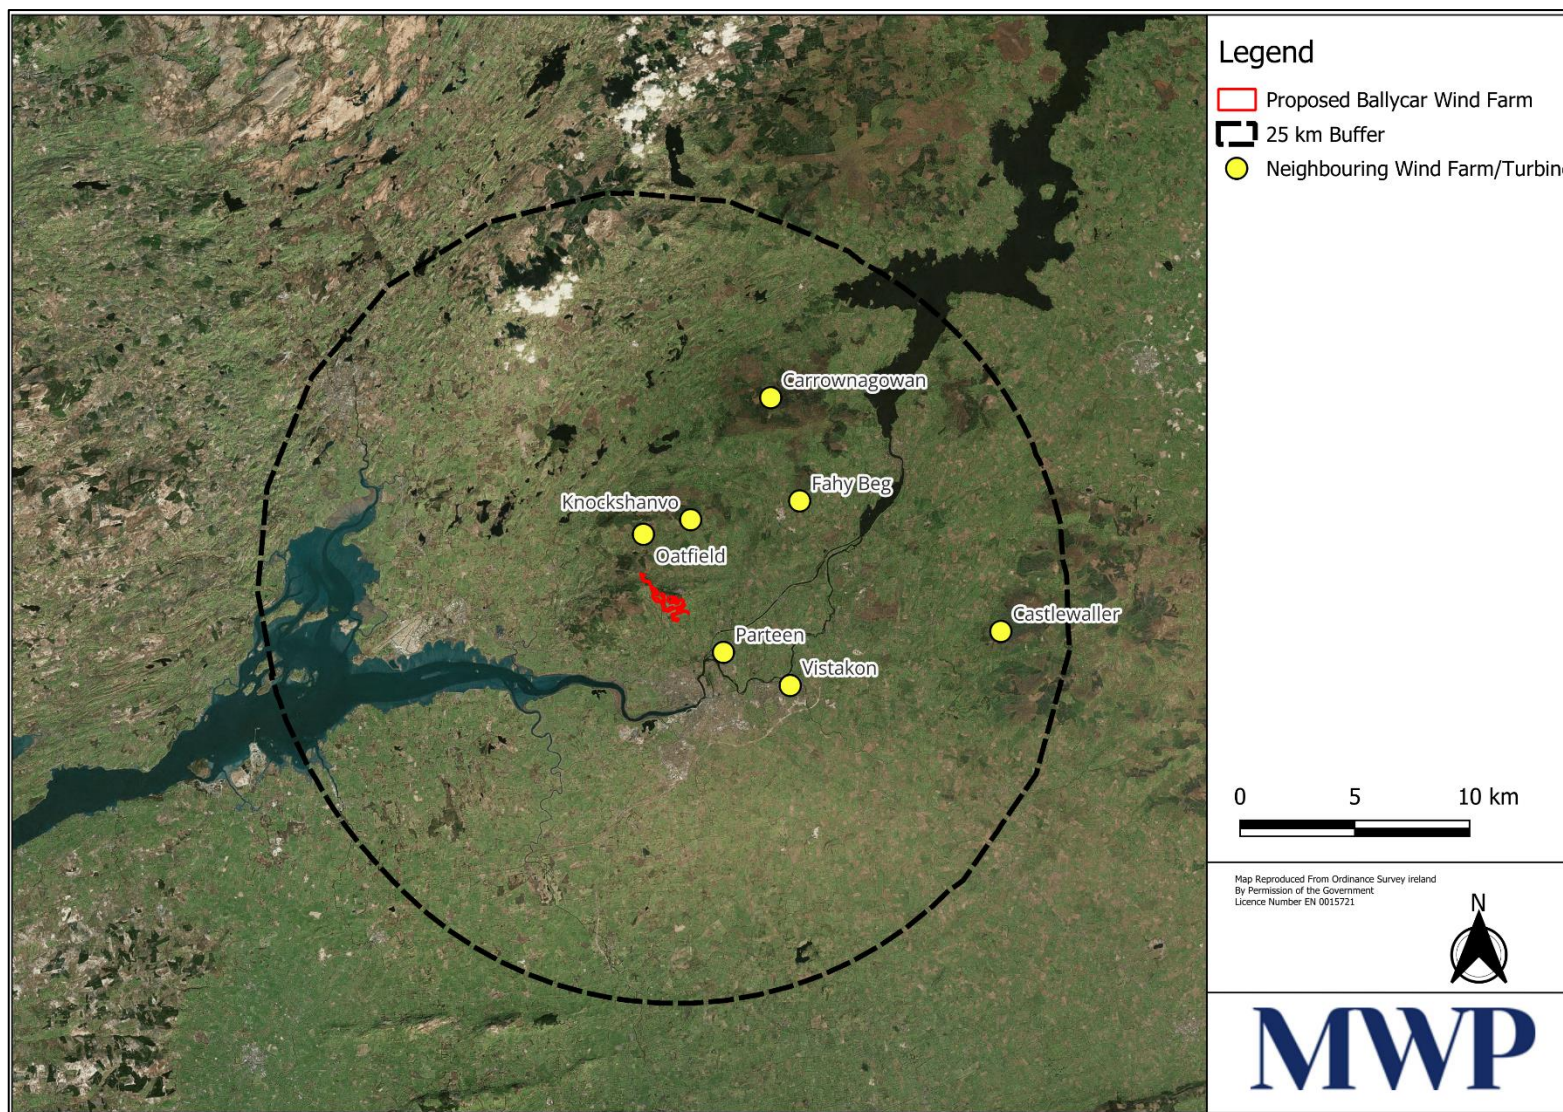 Legend
Proposed Ballycar Wind Farm
25 km Buffer
Neighbouring Wind Farm/Turbine
Carrownagowan
Fahy Beg
Knockshanvo
Oatfield
Castlewaller
Parteen
Vistakon
0 5 10 km
Map Reproduced From Ordinance Survey ireland
By Permission of the Government
Licence Number EN 0015721
N
MWP